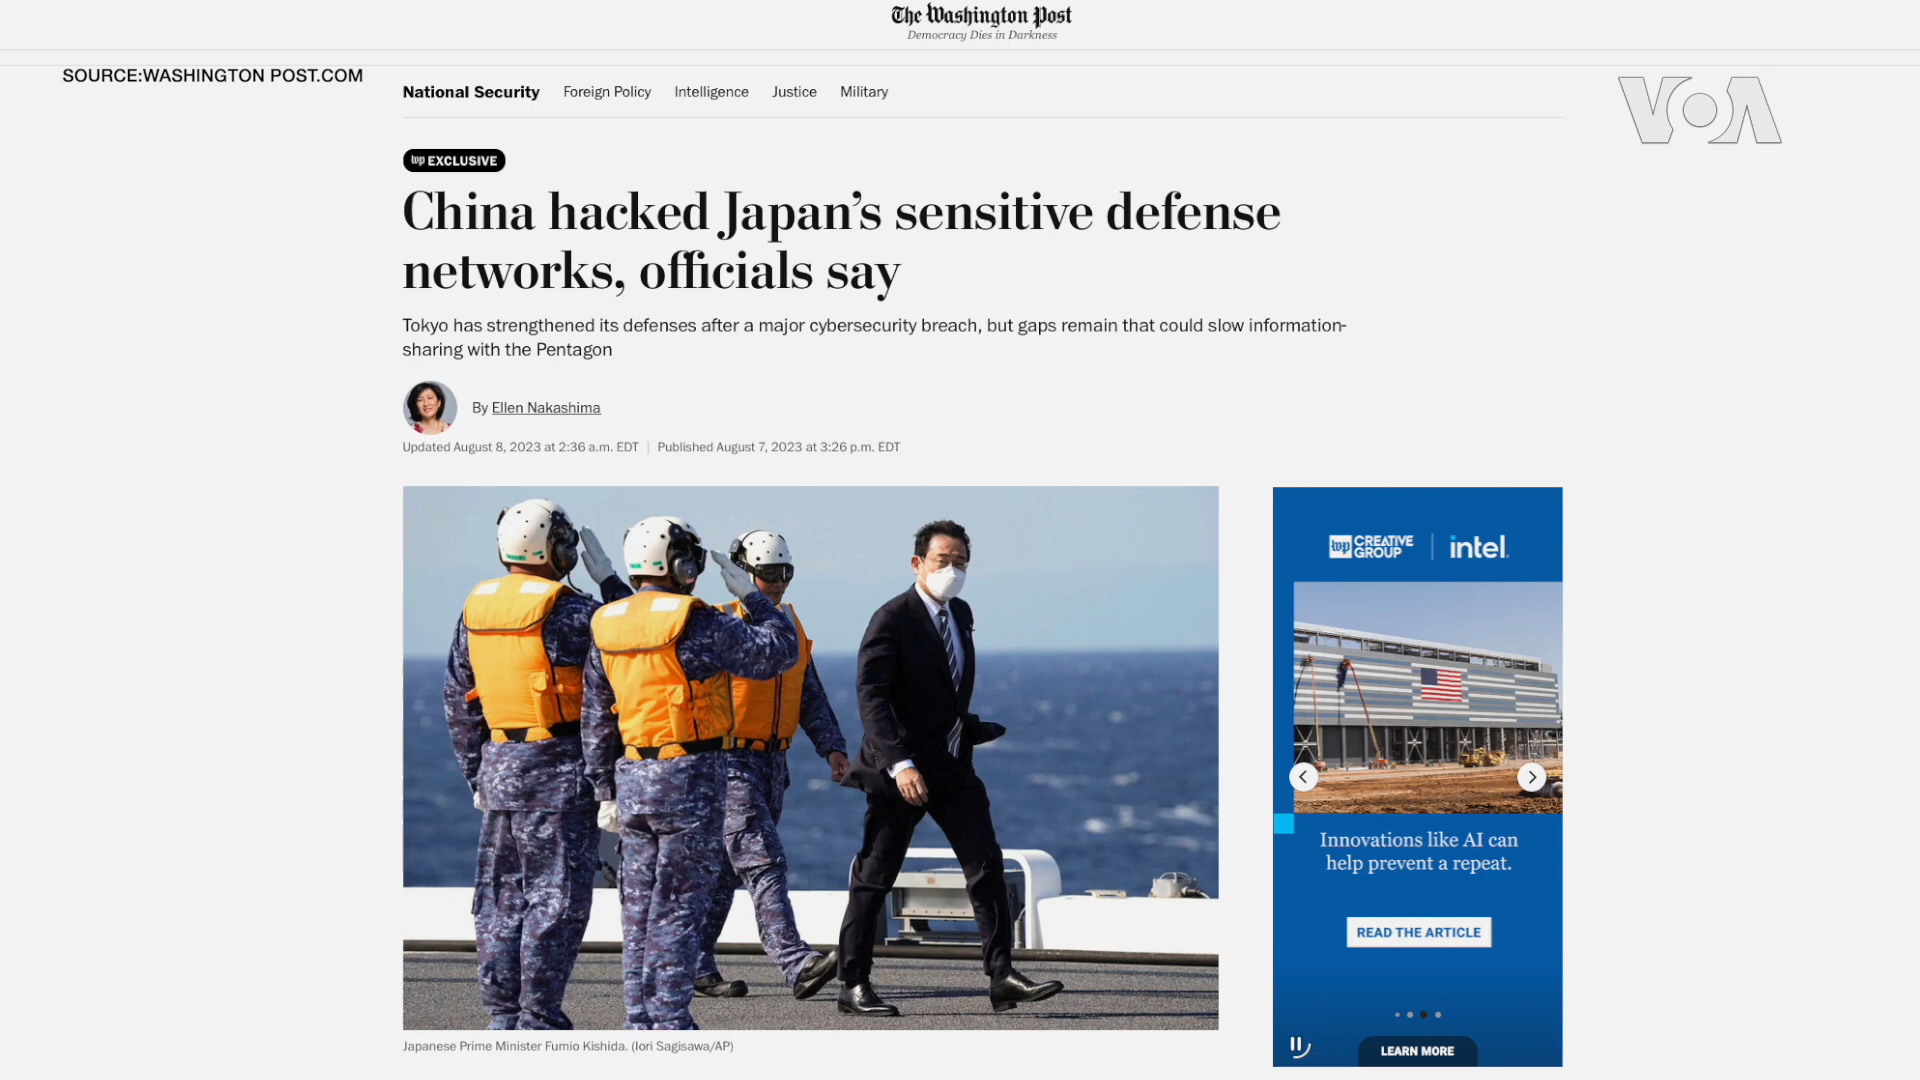 The Washington Post
Democracy Dies in Darkness
SOURCE:WASHINGTON POST.COM
National Security Foreign Policy Intelligence Justice Military
VOA
wp EXCLUSIVE
China hacked Japan’s sensitive defense
networks, officials say
Tokyo has strengthened its defenses after a major cybersecurity breach, but gaps remain that could slow information-
sharing with the Pentagon
By Ellen Nakashima
Updated August 8, 2023 at 2:36 a.m. EDT | Published August 7, 2023 at 3:26 p.m. EDT
wp CREATIVE
GROUP
intel.
Innovations like AI can
help prevent a repeat.
READ THE ARTICLE
LEARN MORE
Japanese Prime Minister Fumio Kishida. (Iori Sagisawa/AP)